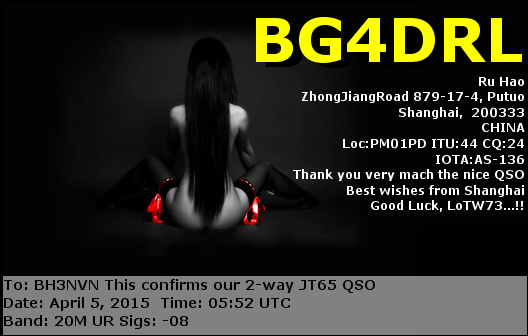 BG4DRL
Ru Hao
ZhongJiangRoad 879-17-4, Putuo
Shanghai, 200333
CHINA
Loc:PM01PD ITU:44 CQ:24
IOTA:AS-136
Thank you very mach the nice QSO
Best wishes from Shanghai
Good Luck, LoTW73...!!
To: BH3NVN This confirms our 2-way JT65 QSO
Date: April 5, 2015 Time: 05:52 UTC
Band: 20M UR Sigs: -08